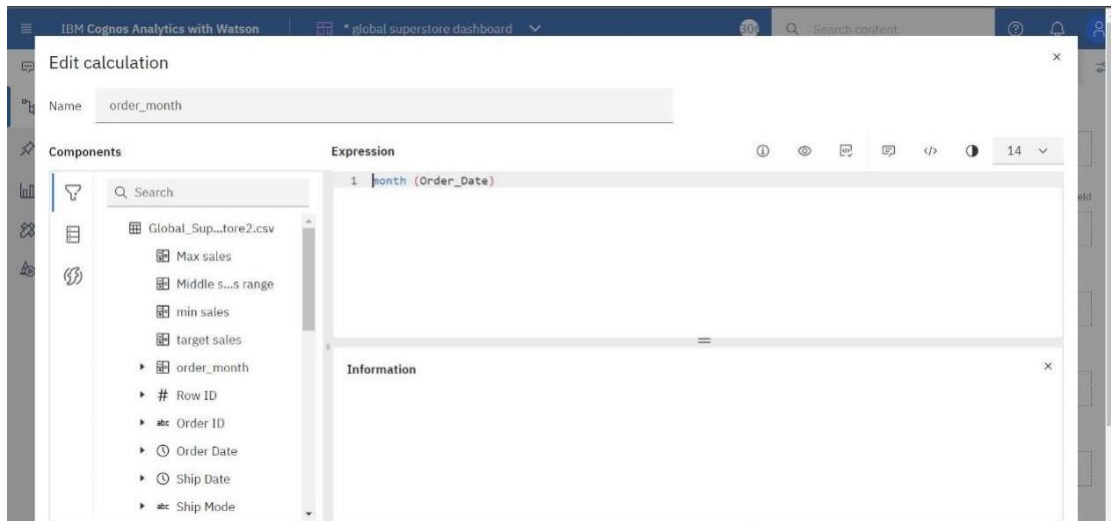 IBM Cognos Analytics with Watson
* global superstore dashboard
Search content
Edit calculation
Name
order_month
Components
Expression
14
Search
1 month (Order_Date)
Global_Sup...tore2.csv
Max sales
Middle s...s range
min sales
target sales
order_month
Information
# Row ID
abc Order ID
Order Date
Ship Date
abc Ship Mode